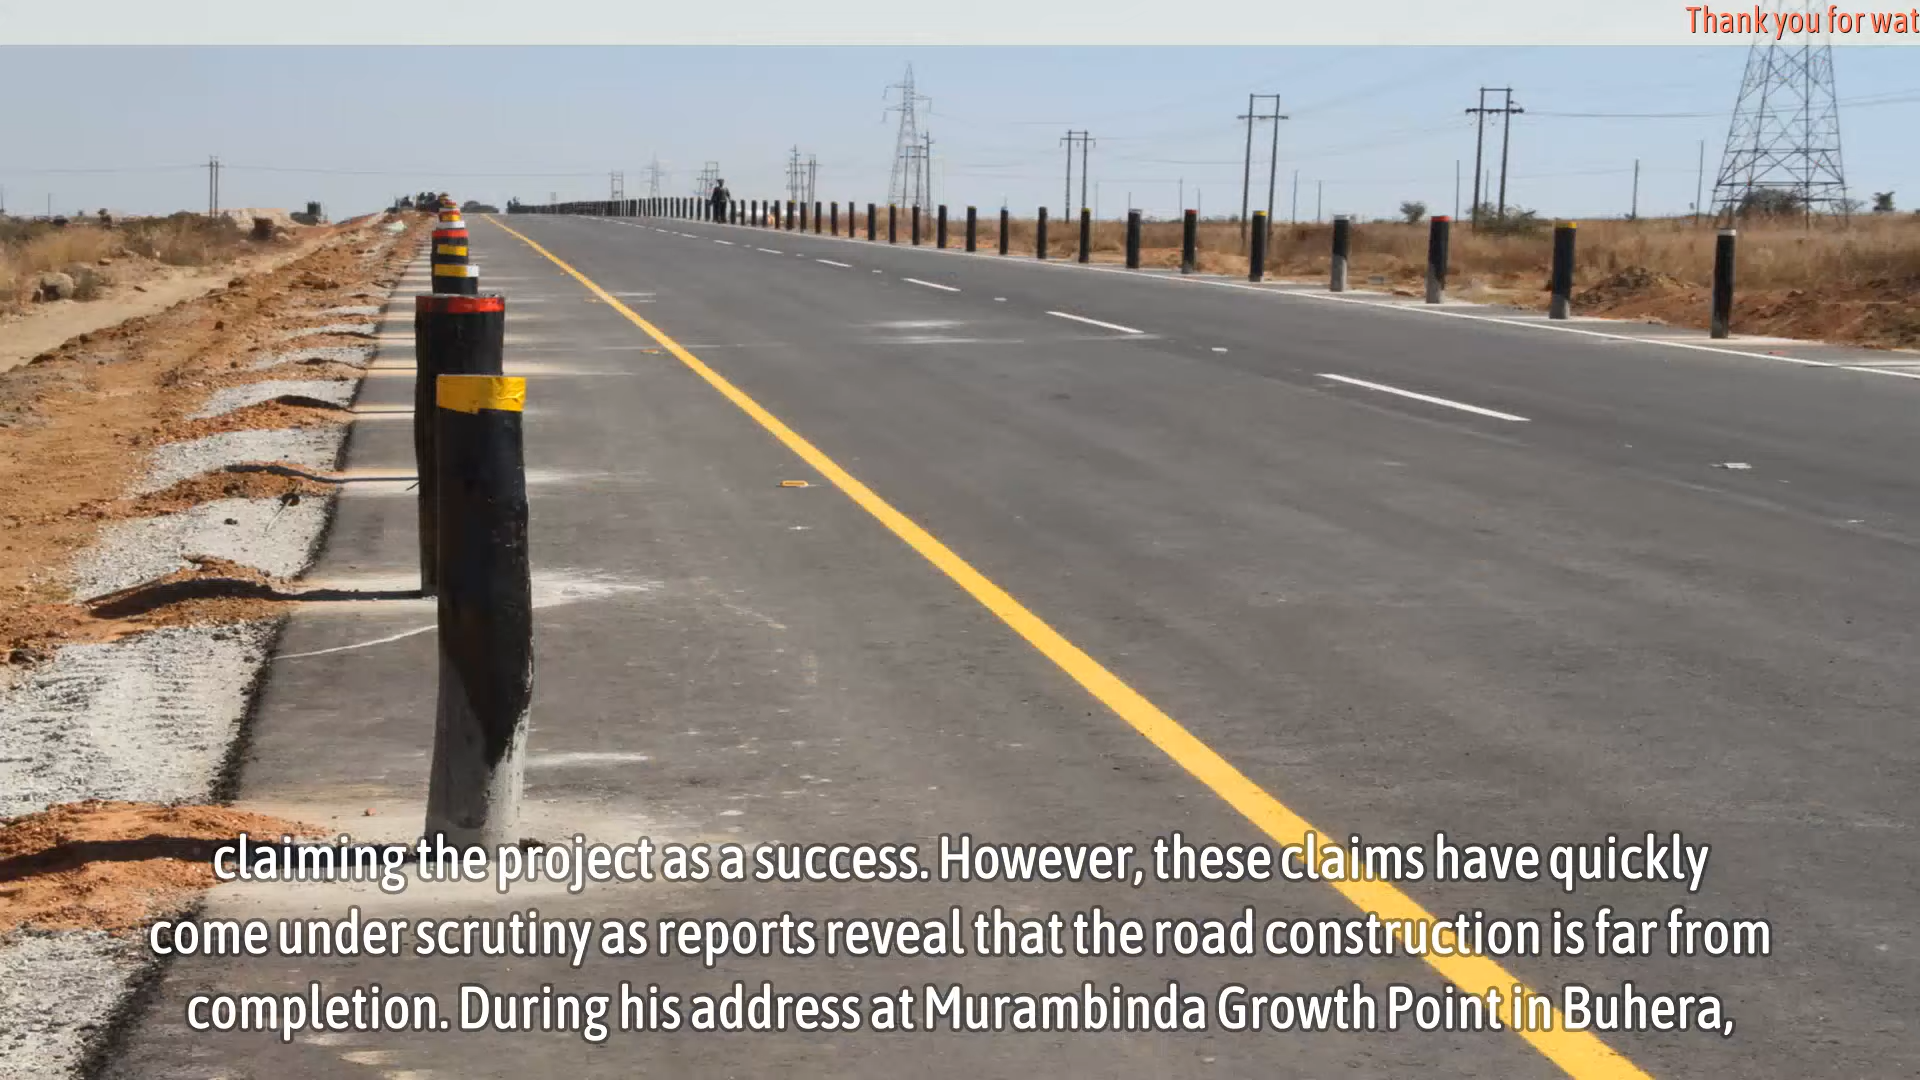 Thank you for wat
claiming the project as a success. However, these claims have quickly
come under scrutiny as reports reveal that the road construction is far from
completion. During his address at Murambinda Growth Point in Buhera,